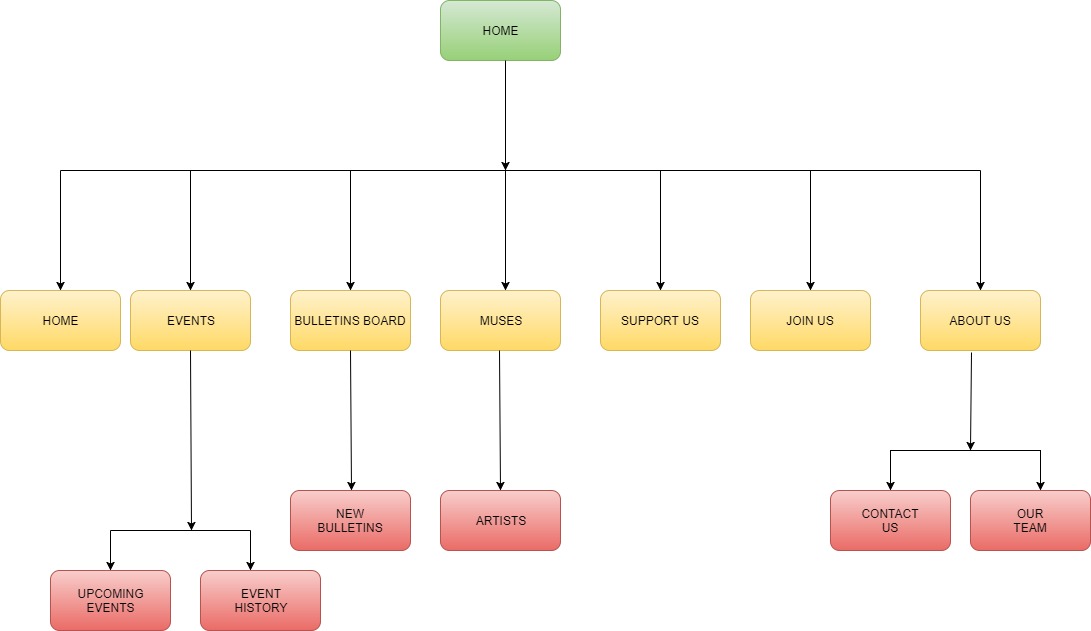 HOME
HOME
EVENTS
BULLETINS BOARD
MUSES
SUPPORT US
JOIN US
ABOUT US
NEW
BULLETINS
ARTISTS
CONTACT
US
OUR
TEAM
UPCOMING
EVENTS
EVENT
HISTORY